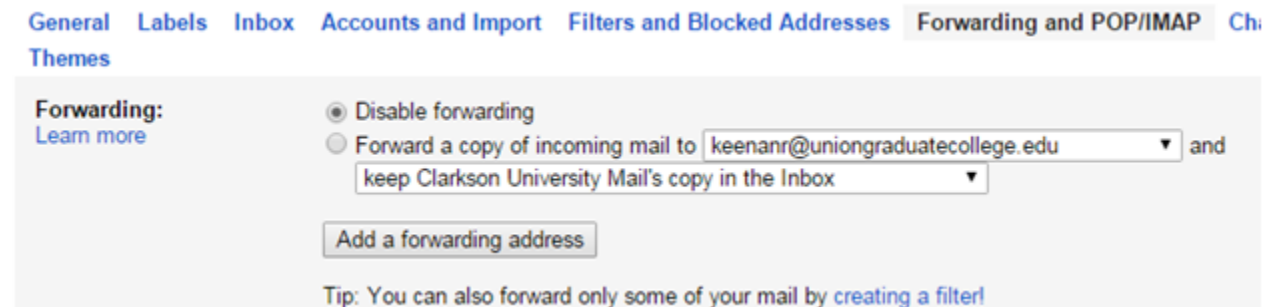 General Labels Inbox Accounts and Import Filters and Blocked Addresses Forwarding and POP/IMAP
Themes
Forwarding:
Learn more
Disable forwarding
Forward a copy of incoming mail to keenanr@uniongraduatecollege.edu and
keep Clarkson University Mail's copy in the Inbox
Add a forwarding address
Tip: You can also forward only some of your mail by creating a filter!